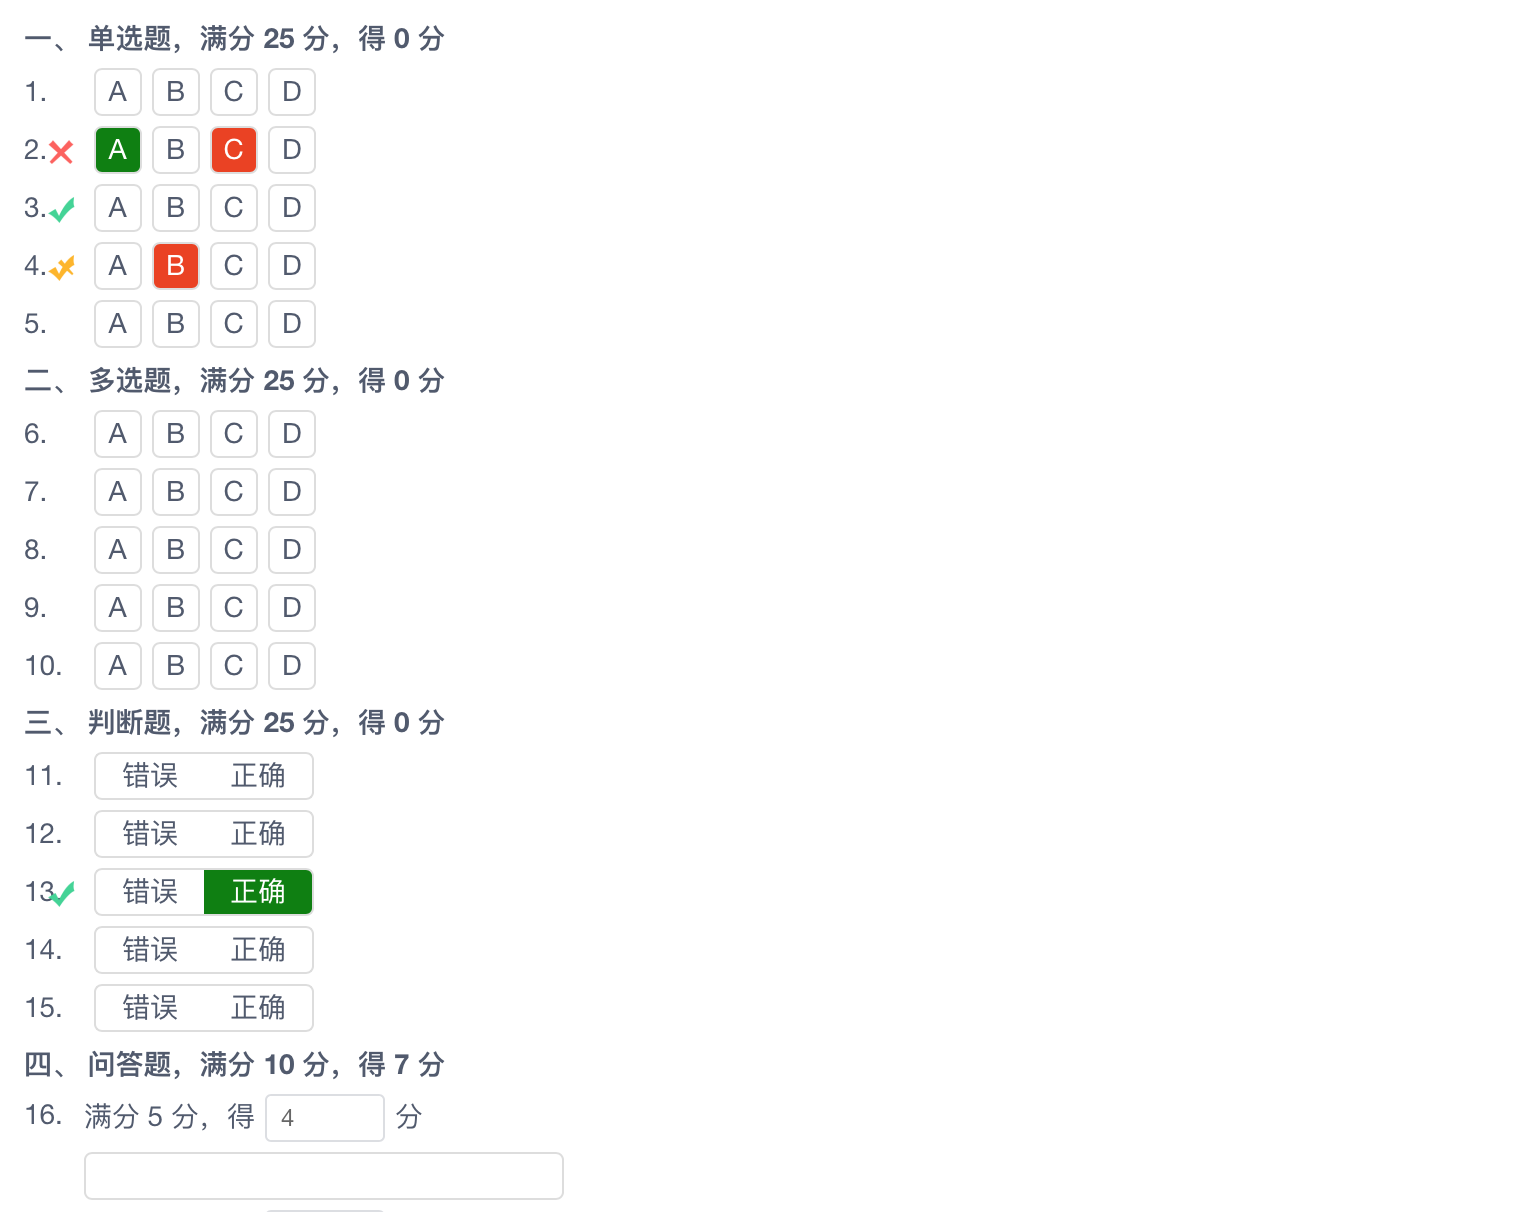 一、 单选题，满分 25 分，得 0 分
1. A B C D
2. A B C D
3. A B C D
4. A B C D
5. A B C D
二、 多选题，满分 25 分，得 0 分
6. A B C D
7. A B C D
8. A B C D
9. A B C D
10. A B C D
三、 判断题，满分 25 分，得 0 分
11. 错误 正确
12. 错误 正确
13. 错误 正确
14. 错误 正确
15. 错误 正确
四、 问答题，满分 10 分，得 7 分
16. 满分 5 分，得 4 分